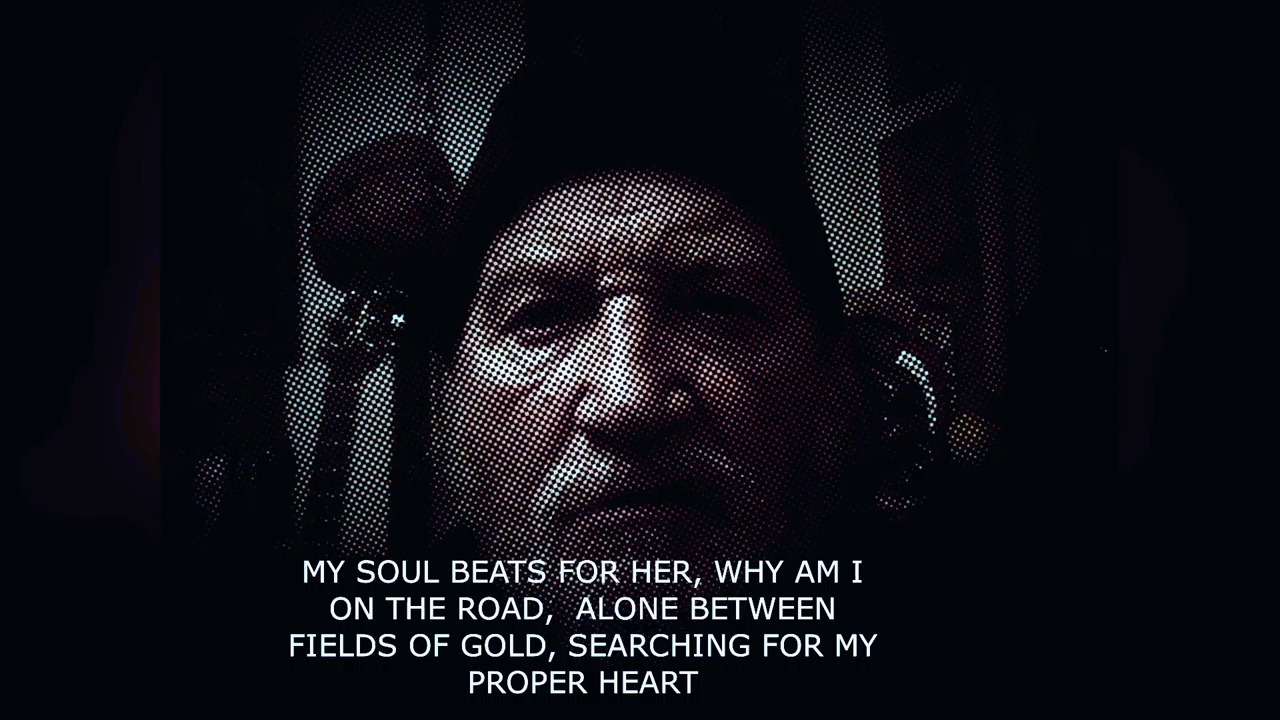 MY SOUL BEATS FOR HER, WHY AM I
ON THE ROAD,  ALONE BETWEEN
FIELDS OF GOLD, SEARCHING FOR MY
PROPER HEART